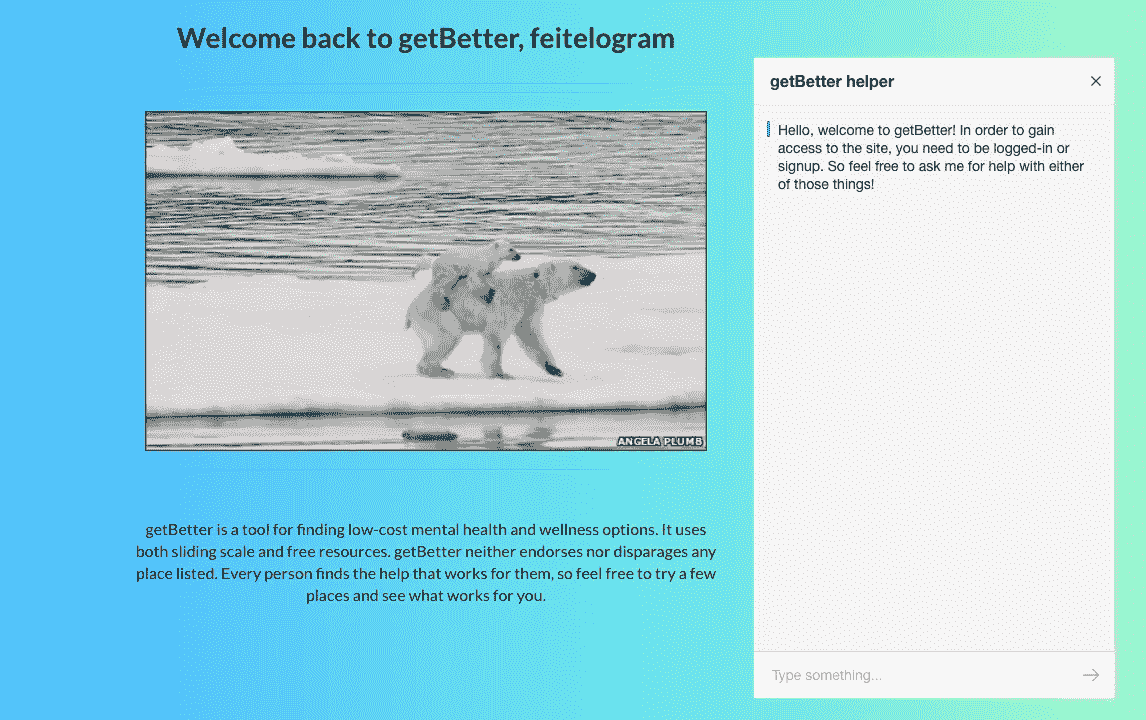 Welcome back to getBetter, feitelogram
ANGELA PLUMB
getBetter is a tool for finding low-cost mental health and wellness options. It uses
both sliding scale and free resources. getBetter neither endorses nor disparages any
place listed. Every person finds the help that works for them, so feel free to try a few
places and see what works for you.
getBetter helper
Hello, welcome to getBetter! In order to gain
access to the site, you need to be logged-in or
signup. So feel free to ask me for help with either
of those things!
Type something...